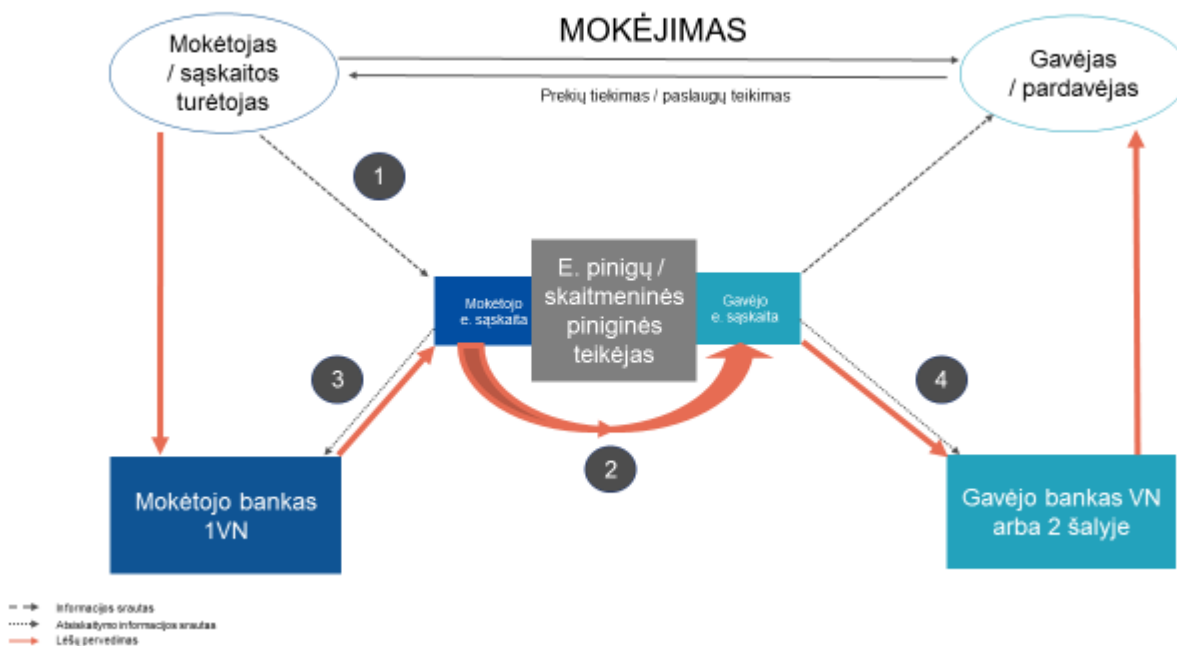 MOKĖJIMAS
Mokėtojas
/ sąskaitos
turėtojas
Gavėjas
/ pardavėjas
Prekių tiekimas / paslaugų teikimas
1
E. pinigų /
skaitmeninės
piniginės
teikėjas
Mokėtojo
e. sąskaita
Gavėjo
e. sąskaita
3
4
2
Mokėtojo bankas
1VN
Gavėjo bankas VN
arba 2 šalyje
Informacijos srautas
Atsiskaitymo informacijos srautas
Lėšų pervedimas